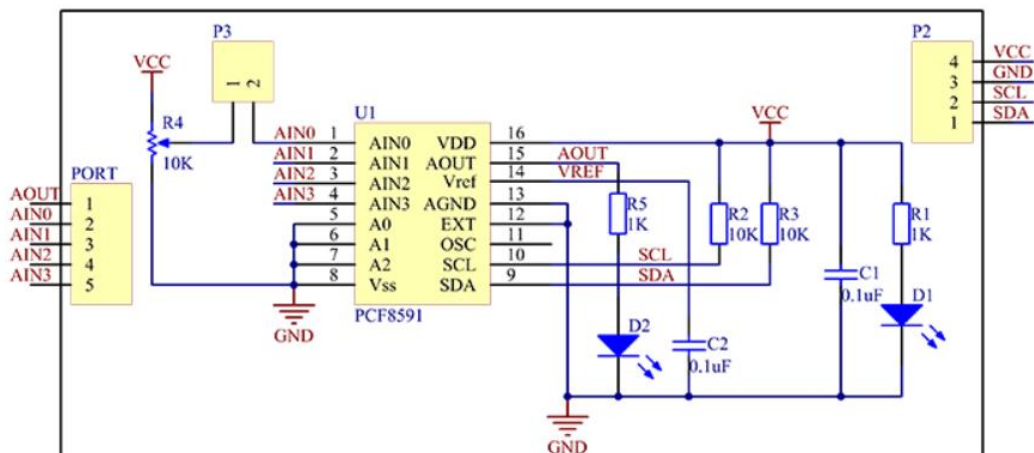 P3
1 2
VCC
R4
10K
PORT
AOUT 1
AIN0 2
AIN1 3
AIN2 4
AIN3 5
U1
AIN0 1 AIN0 VDD 16
AIN1 2 AIN1 AOUT 15 AOUT
AIN2 3 AIN2 Vref 14 VREF
AIN3 4 AIN3 AGND 13
5 A0 EXT 12
6 A1 OSC 11
7 A2 SCL 10 SCL
8 Vss SDA 9 SDA
PCF8591
GND
R5
1K
D2
C2
0.1uF
GND
VCC
R2
10K
R3
10K
C1
0.1uF
R1
1K
D1
P2
4 VCC
3 GND
2 SCL
1 SDA